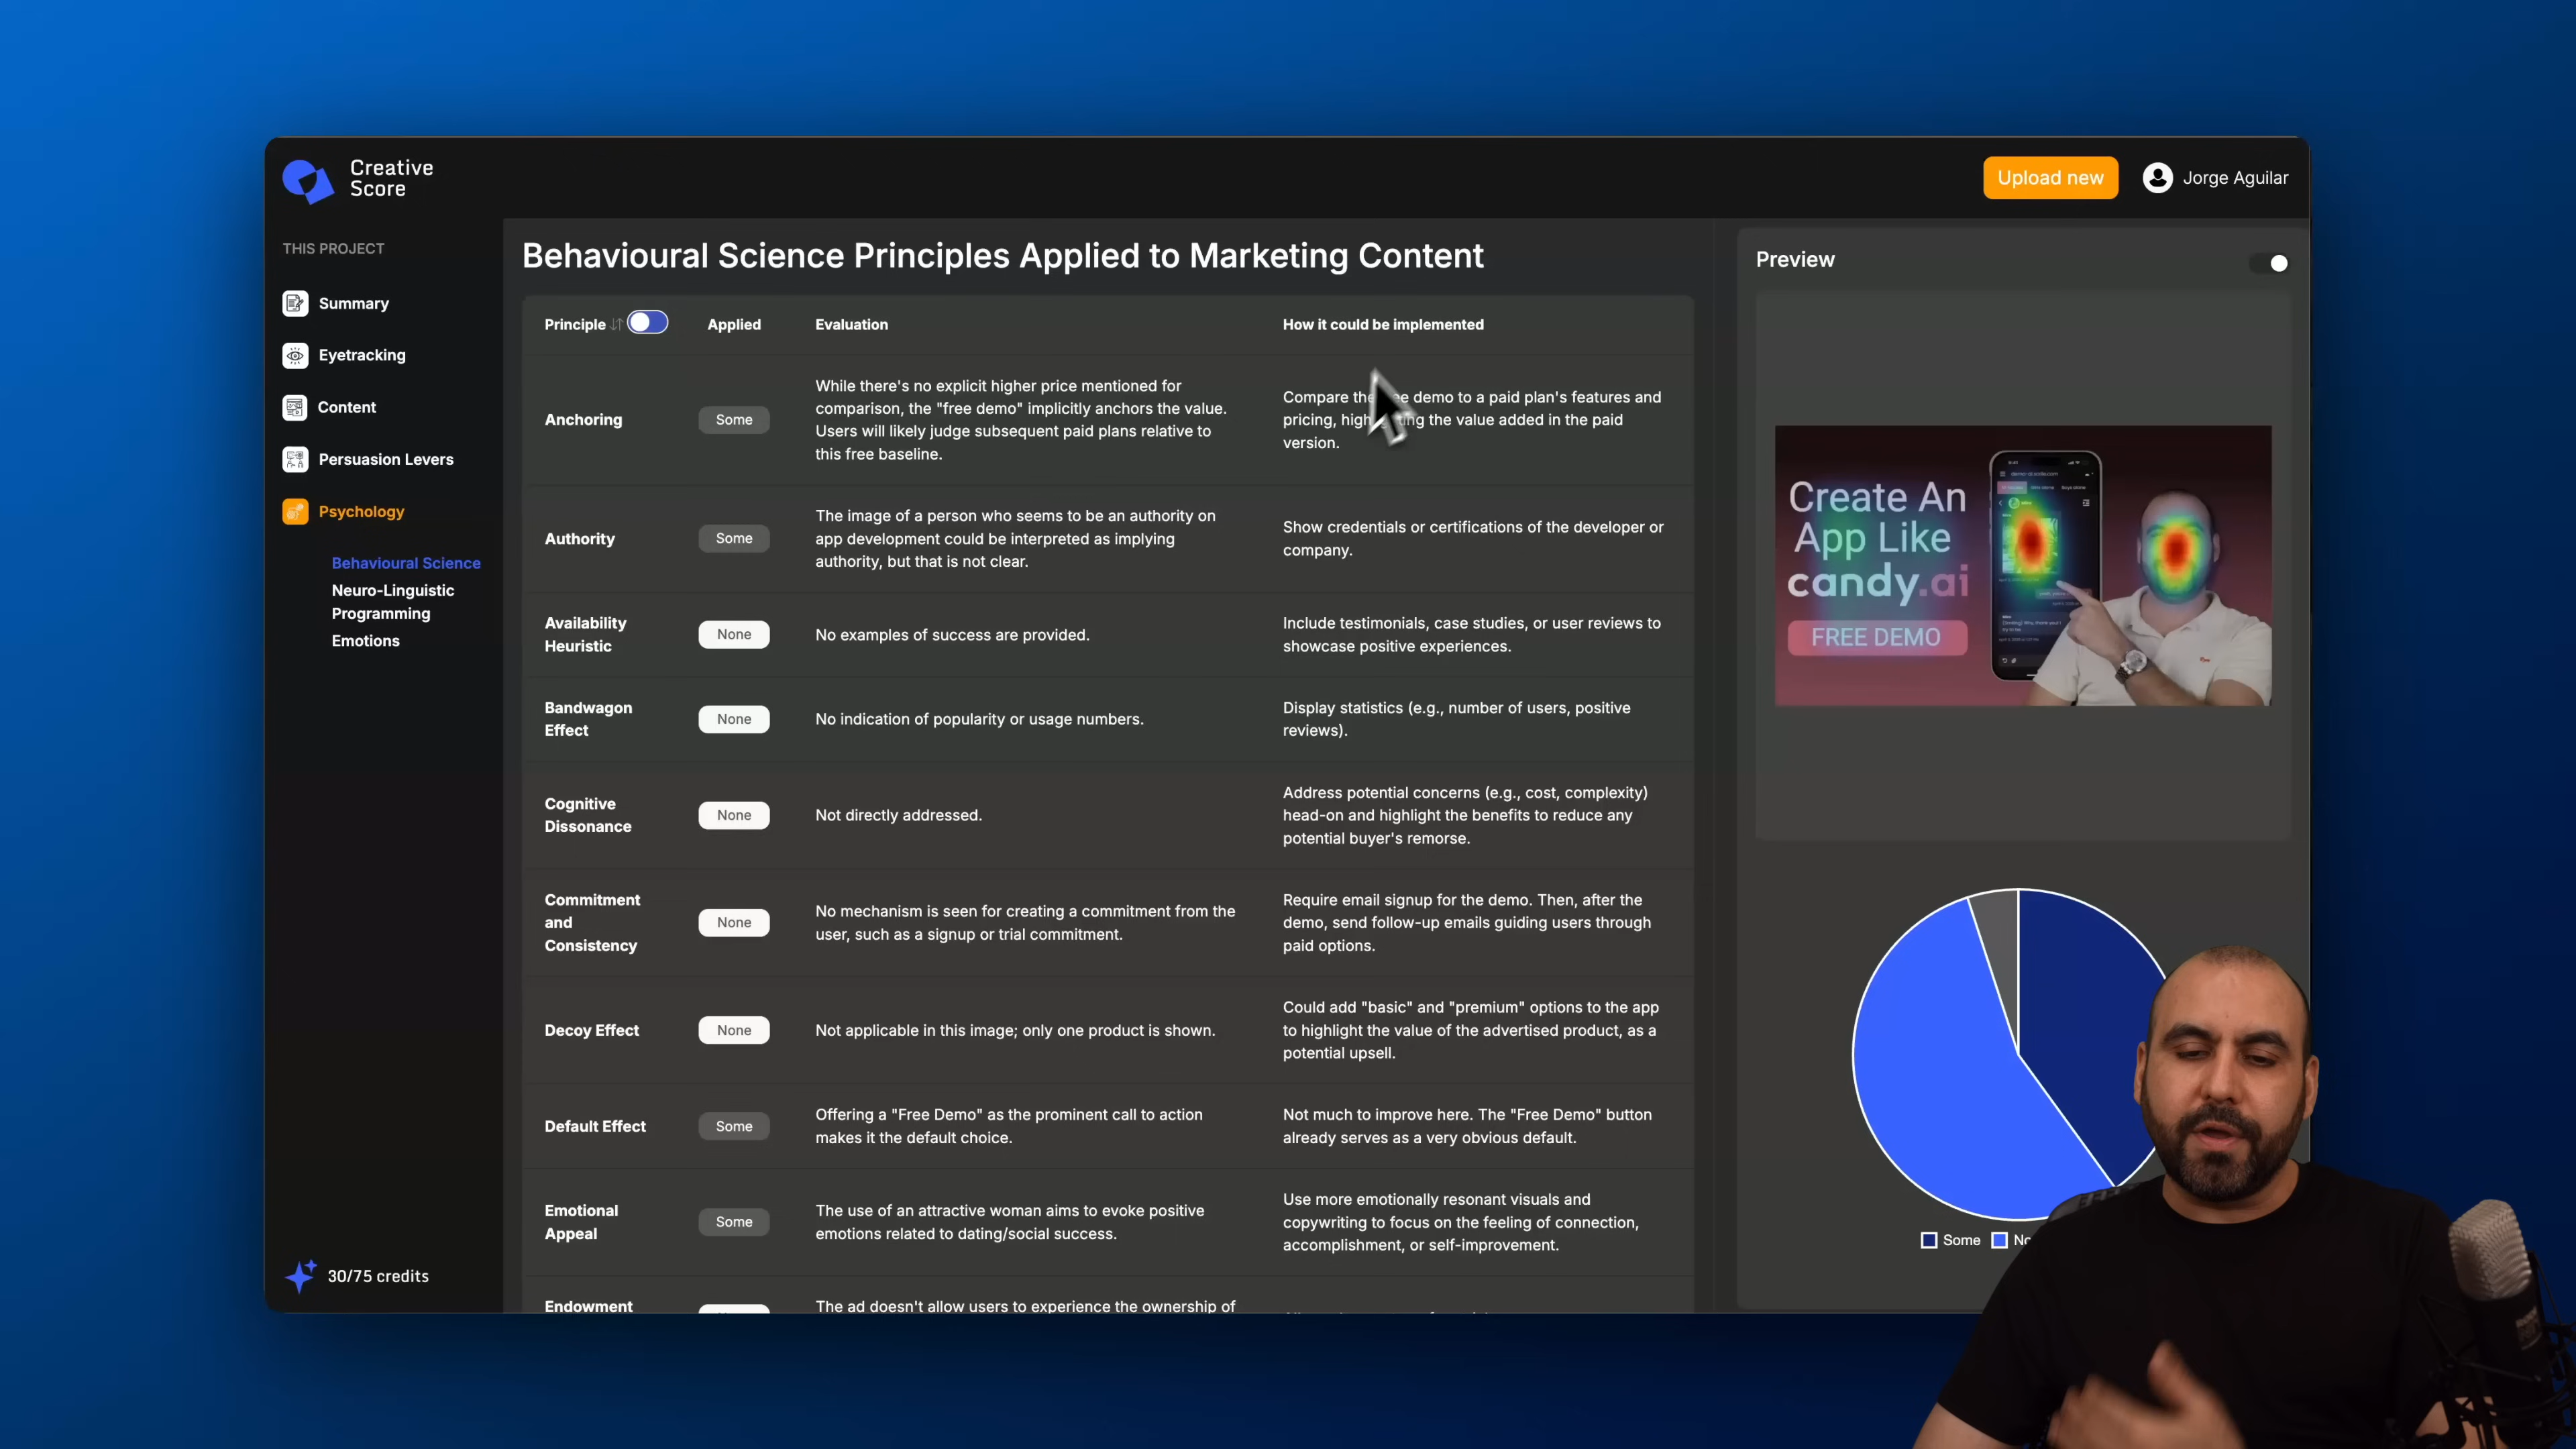 Creative
Score
Upload new
Jorge Aguilar
THIS PROJECT
Summary
Eyetracking
Content
Persuasion Levers
Psychology
Behavioural Science
Neuro-Linguistic
Programming
Emotions
30/75 credits
Behavioural Science Principles Applied to Marketing Content
Principle
Applied
Evaluation
How it could be implemented
Anchoring
Some
While there's no explicit higher price mentioned for
comparison, the "free demo" implicitly anchors the value.
Users will likely judge subsequent paid plans relative to
this free baseline.
Compare the demo to a paid plan's features and
pricing, the value added in the paid
version.
Authority
Some
The image of a person who seems to be an authority on
app development could be interpreted as implying
authority, but that is not clear.
Show credentials or certifications of the developer or
company.
Availability
Heuristic
None
No examples of success are provided.
Include testimonials, case studies, or user reviews to
showcase positive experiences.
Bandwagon
Effect
None
No indication of popularity or usage numbers.
Display statistics (e.g., number of users, positive
reviews).
Cognitive
Dissonance
None
Not directly addressed.
Address potential concerns (e.g., cost, complexity)
head-on and highlight the benefits to reduce any
potential buyer's remorse.
Commitment
and
Consistency
None
No mechanism is seen for creating a commitment from the
user, such as a signup or trial commitment.
Require email signup for the demo. Then, after the
demo, send follow-up emails guiding users through
paid options.
Decoy Effect
None
Not applicable in this image; only one product is shown.
Could add "basic" and "premium" options to the app
to highlight the value of the advertised product, as a
potential upsell.
Default Effect
Some
Offering a "Free Demo" as the prominent call to action
makes it the default choice.
Not much to improve here. The "Free Demo" button
already serves as a very obvious default.
Emotional
Appeal
Some
The use of an attractive woman aims to evoke positive
emotions related to dating/social success.
Use more emotionally resonant visuals and
copywriting to focus on the feeling of connection,
accomplishment, or self-improvement.
Endowment
The ad doesn't allow users to experience the ownership of
Preview
Create An
App Like
candy.ai
FREE DEMO
Some